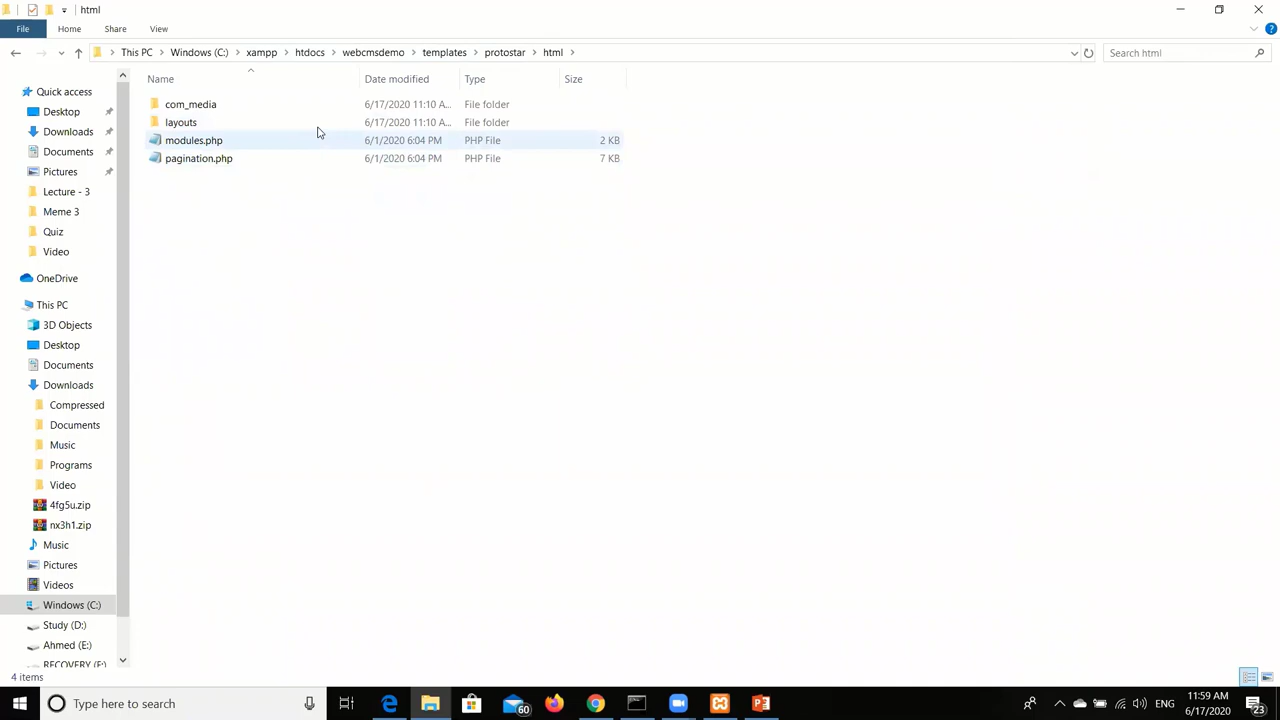 html
File
Home
Share
View
This PC
Windows (C:)
xampp
htdocs
webcmsdemo
templates
protostar
html
Search html
Name
Date modified
Type
Size
com_media
6/17/2020 11:10 A...
File folder
layouts
6/17/2020 11:10 A...
File folder
modules.php
6/1/2020 6:04 PM
PHP File
2 KB
pagination.php
6/1/2020 6:04 PM
PHP File
7 KB
Quick access
Desktop
Downloads
Documents
Pictures
Lecture - 3
Meme 3
Quiz
Video
OneDrive
This PC
3D Objects
Desktop
Documents
Downloads
Compressed
Documents
Music
Programs
Video
4fg5u.zip
nx3h1.zip
Music
Pictures
Videos
Windows (C:)
Study (D:)
Ahmed (E:)
RECOVERY (F:)
4 items
Type here to search
60
ENG
11:59 AM
6/17/2020
23